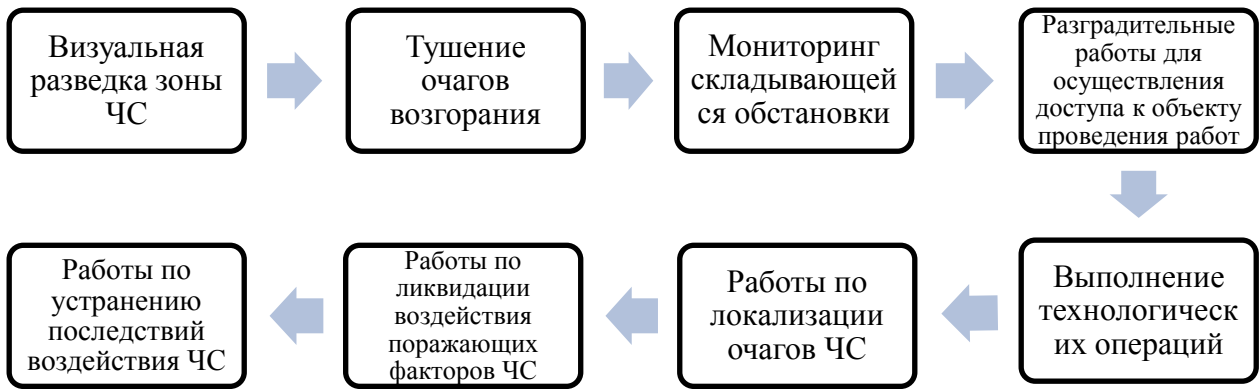 Визуальная
разведка зоны
ЧС
Тушение
очагов
возгорания
Мониторинг
складывающей
ся обстановки
Разградительные
работы для
осуществления
доступа к объекту
проведения работ
Выполнение
технологическ
их операций
Работы по
локализации
очагов ЧС
Работы по
ликвидации
воздействия
поражающих
факторов ЧС
Работы по
устранению
последствий
воздействия ЧС